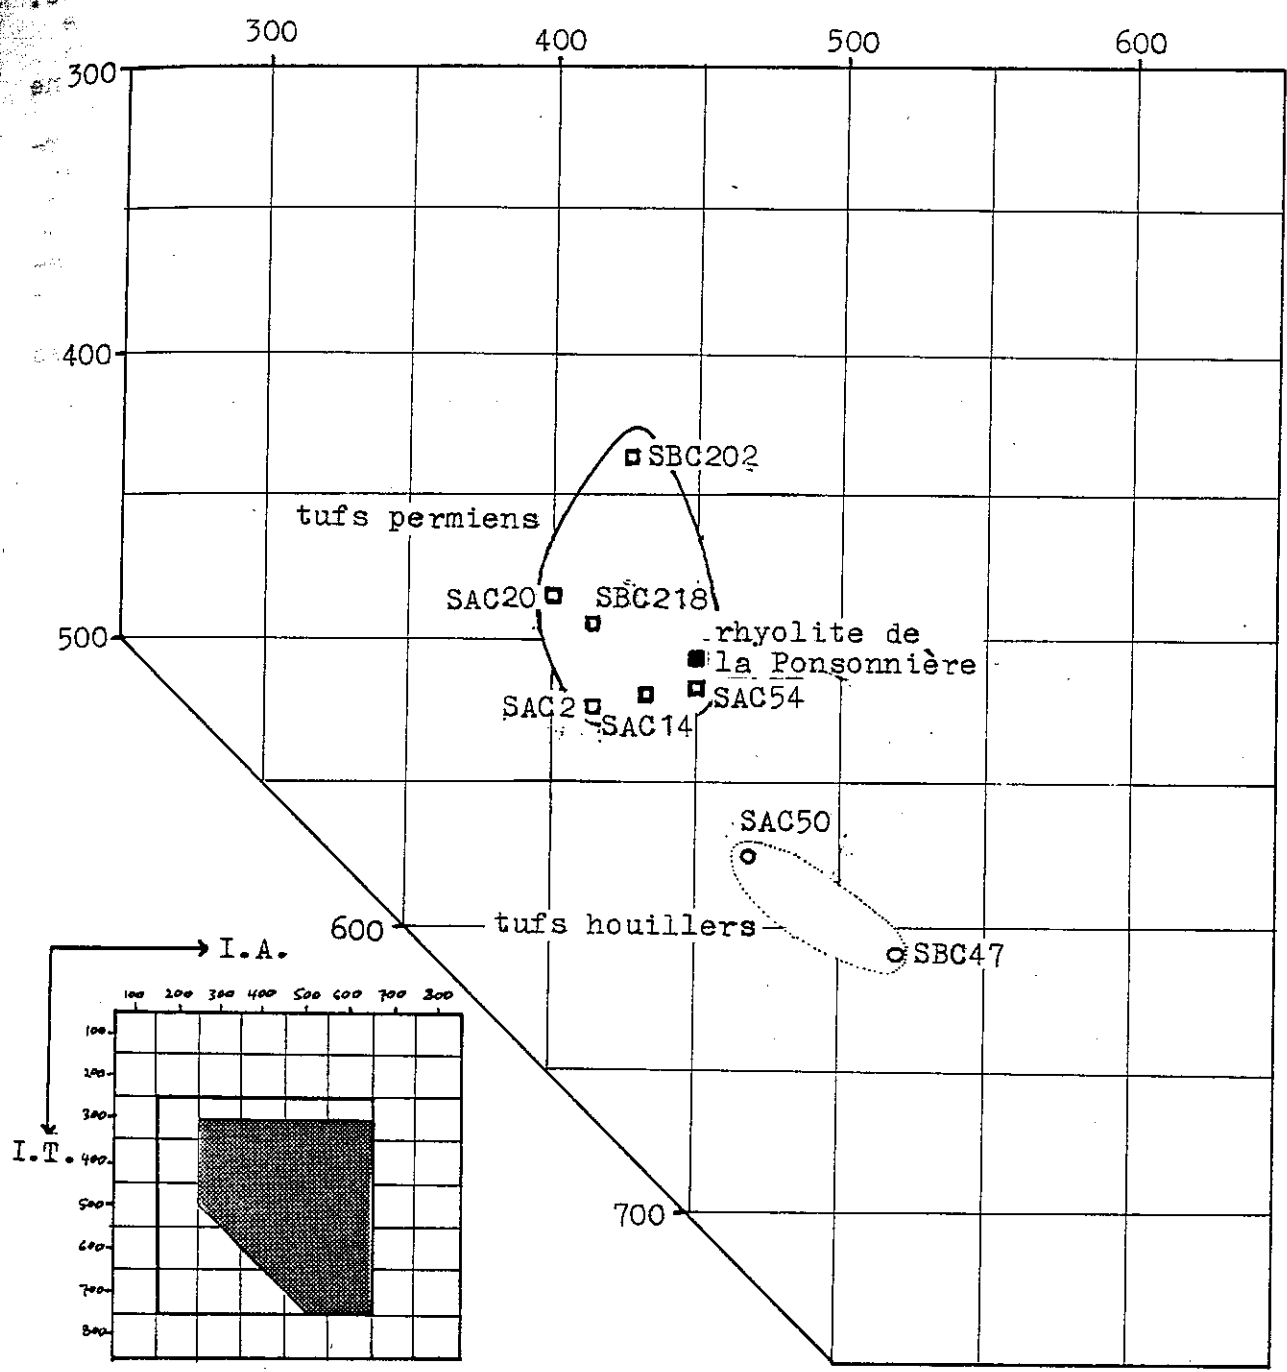 300 400 500 600
300
400
SBC202
tufs permiens
SAC20 SBC218
500
rhyolite de
la Ponsonnière
SAC54
SAC2
SAC14
SAC50
600
tufs houillers
SBC47
I.A.
100 200 300 400 500 600 700 800
100
200
300
I.T.
400
500
600
700
800
700